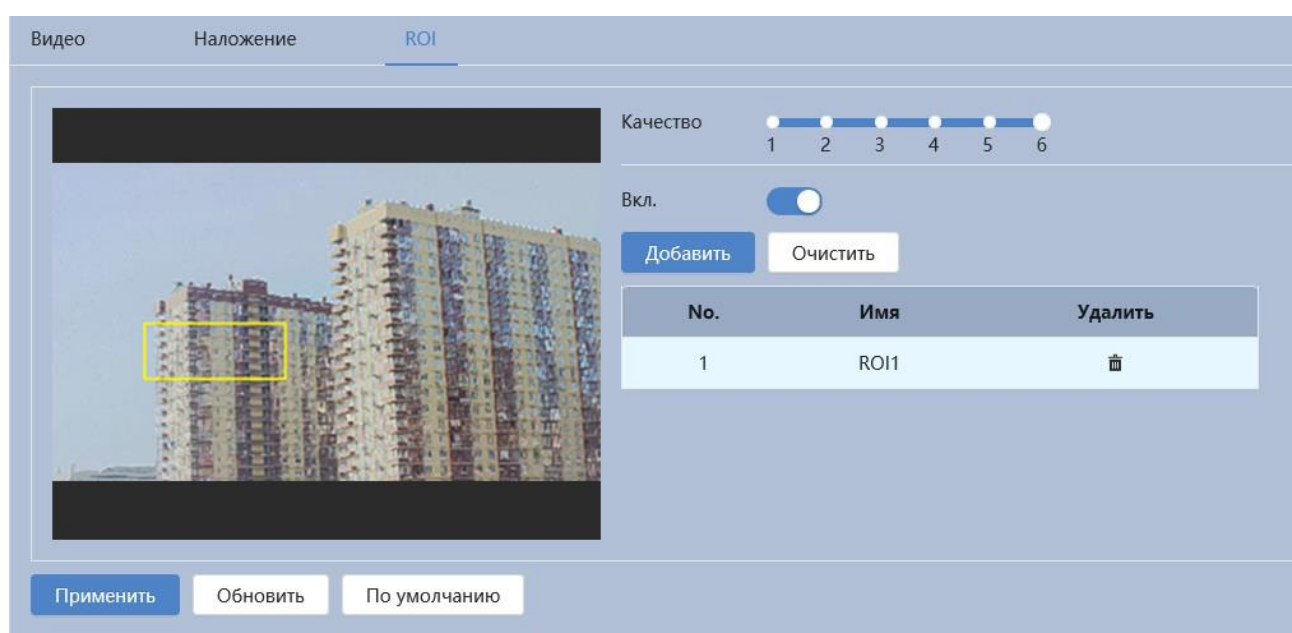 Видео Наложение ROI
Качество
1 2 3 4 5 6
Вкл.
Добавить Очистить
No. Имя Удалить
1 ROI1
Применить Обновить По умолчанию